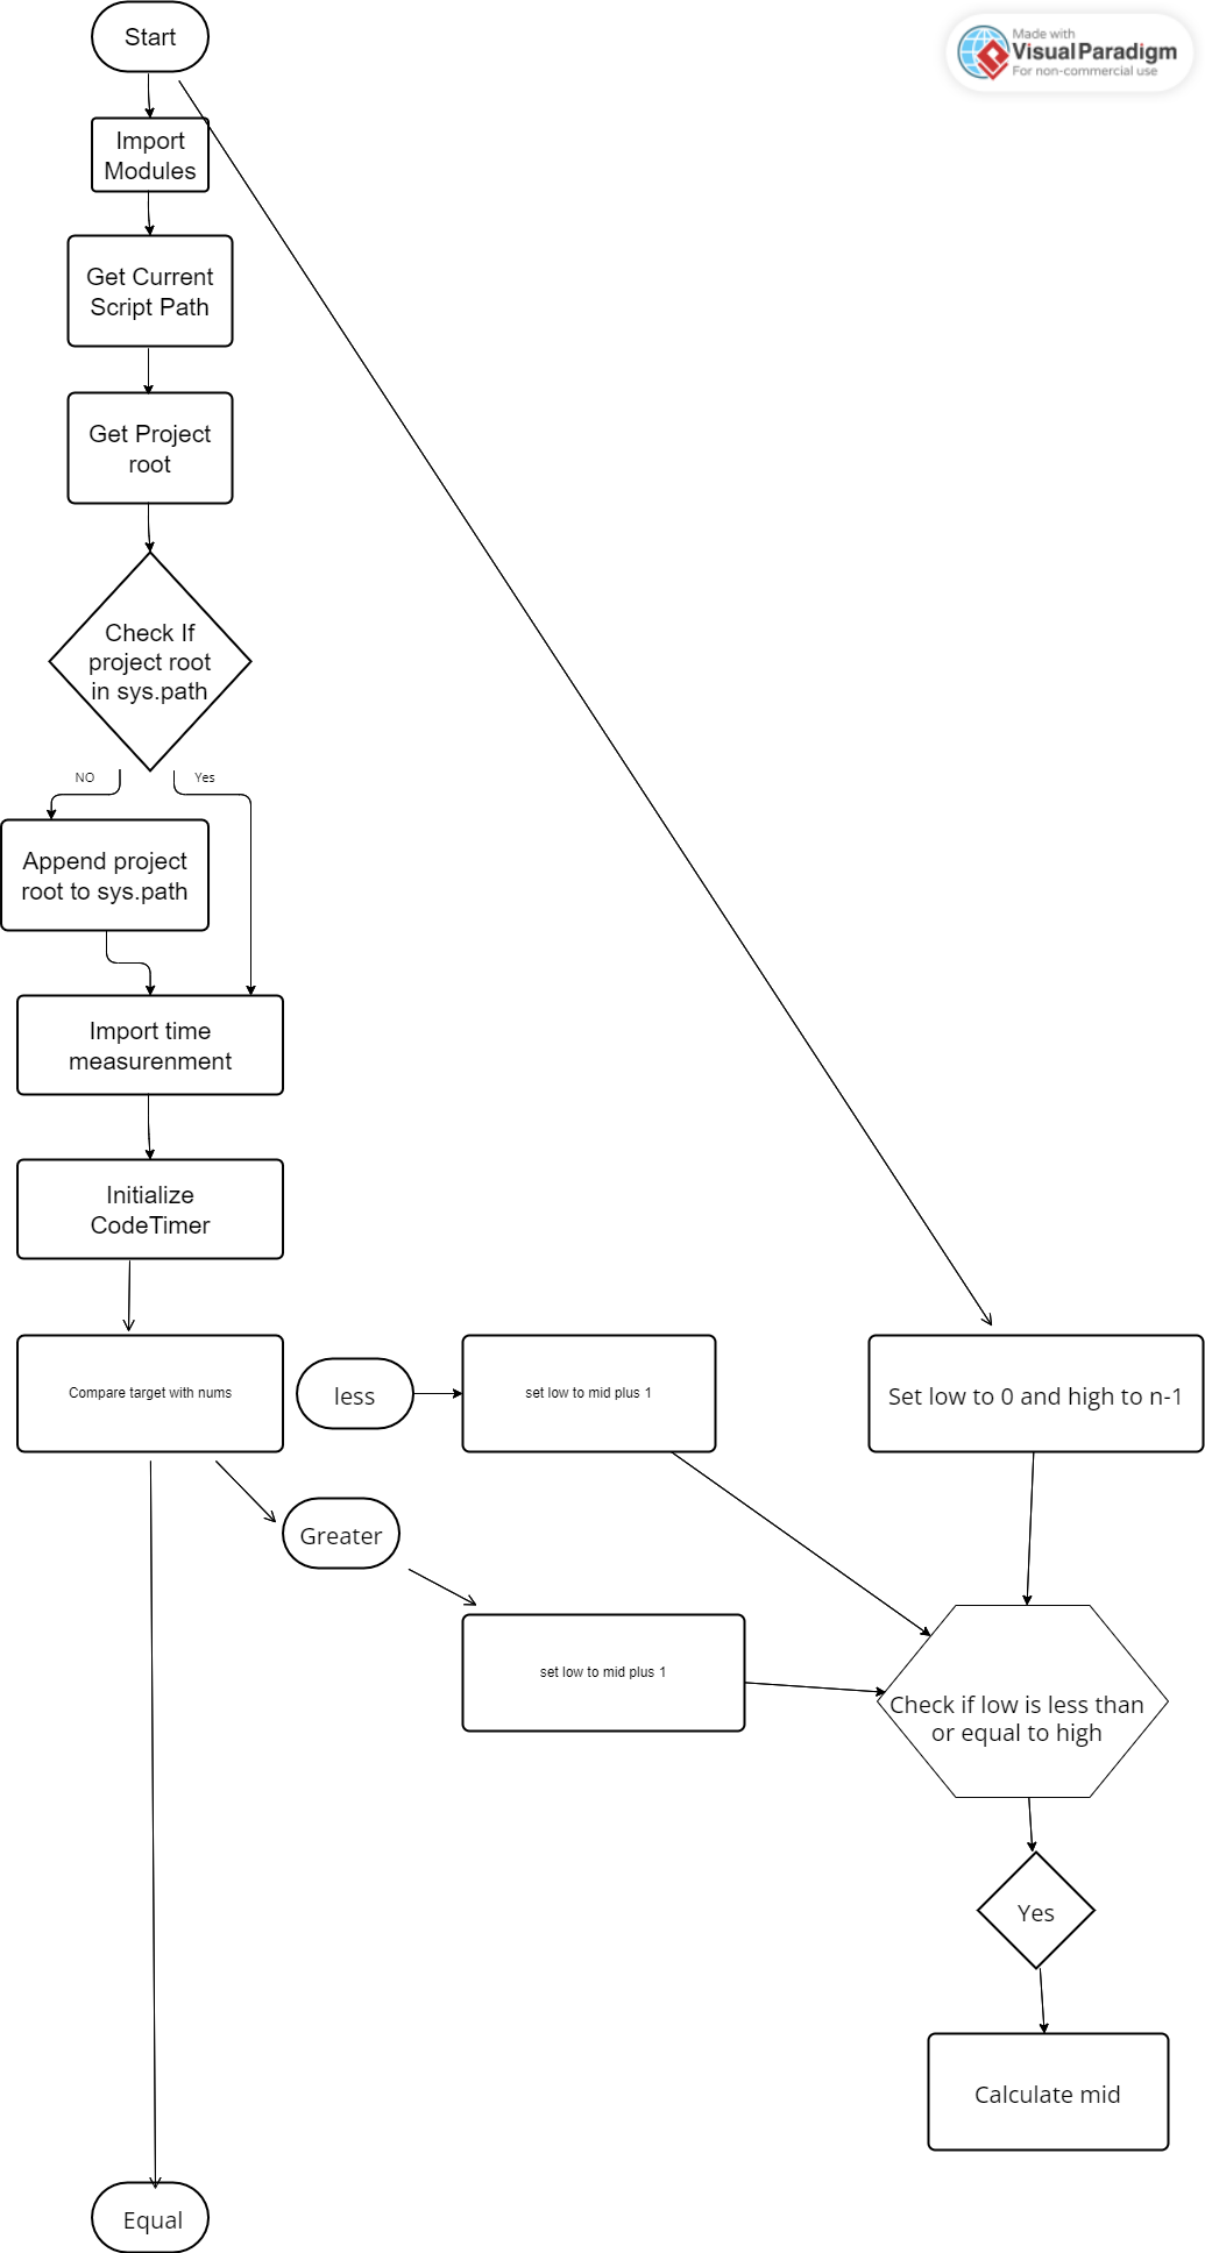 Start
Made with
Visual Paradigm
For non-commercial use
Import
Modules
Get Current
Script Path
Get Project
root
Check If
project root
in sys.path
NO
Yes
Append project
root to sys.path
Import time
measurenment
Initialize
CodeTimer
Compare target with nums
less
set low to mid plus 1
Set low to 0 and high to n-1
Greater
set low to mid plus 1
Check if low is less than
or equal to high
Yes
Calculate mid
Equal